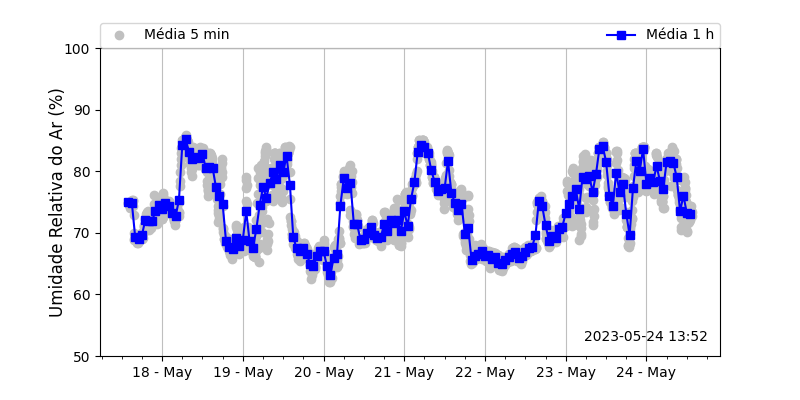 Média 5 min
Média 1 h
Umidade Relativa do Ar (%)
100
90
80
70
60
50
2023-05-24 13:52
18 - May
19 - May
20 - May
21 - May
22 - May
23 - May
24 - May